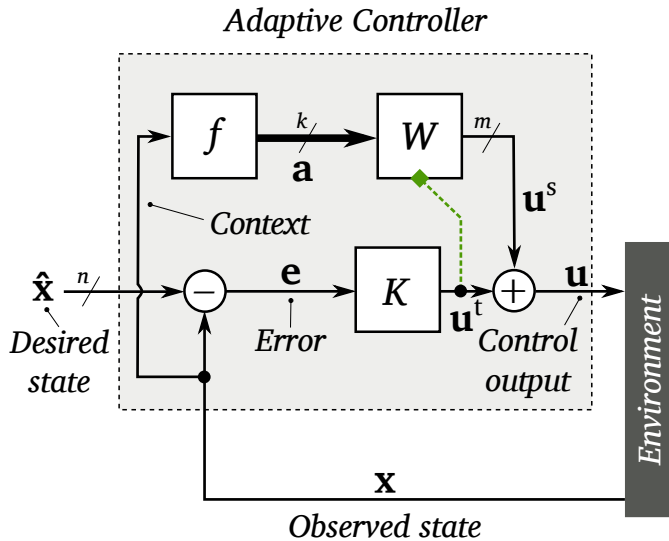 Adaptive Controller
f
k
a
W
m
u^s
Context
x̂
n
−
e
K
u^t
+
u
Desired
state
Error
Control
output
Environment
x
Observed state